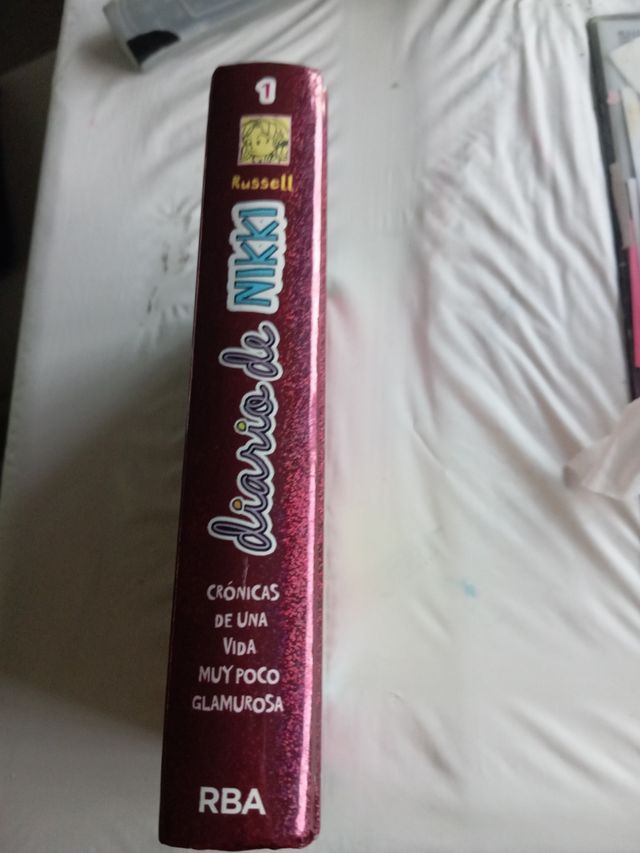 1
Russell
diario de NIKKI
CRÓNICAS
DE UNA
VIDA
MUY POCO
GLAMUROSA
RBA